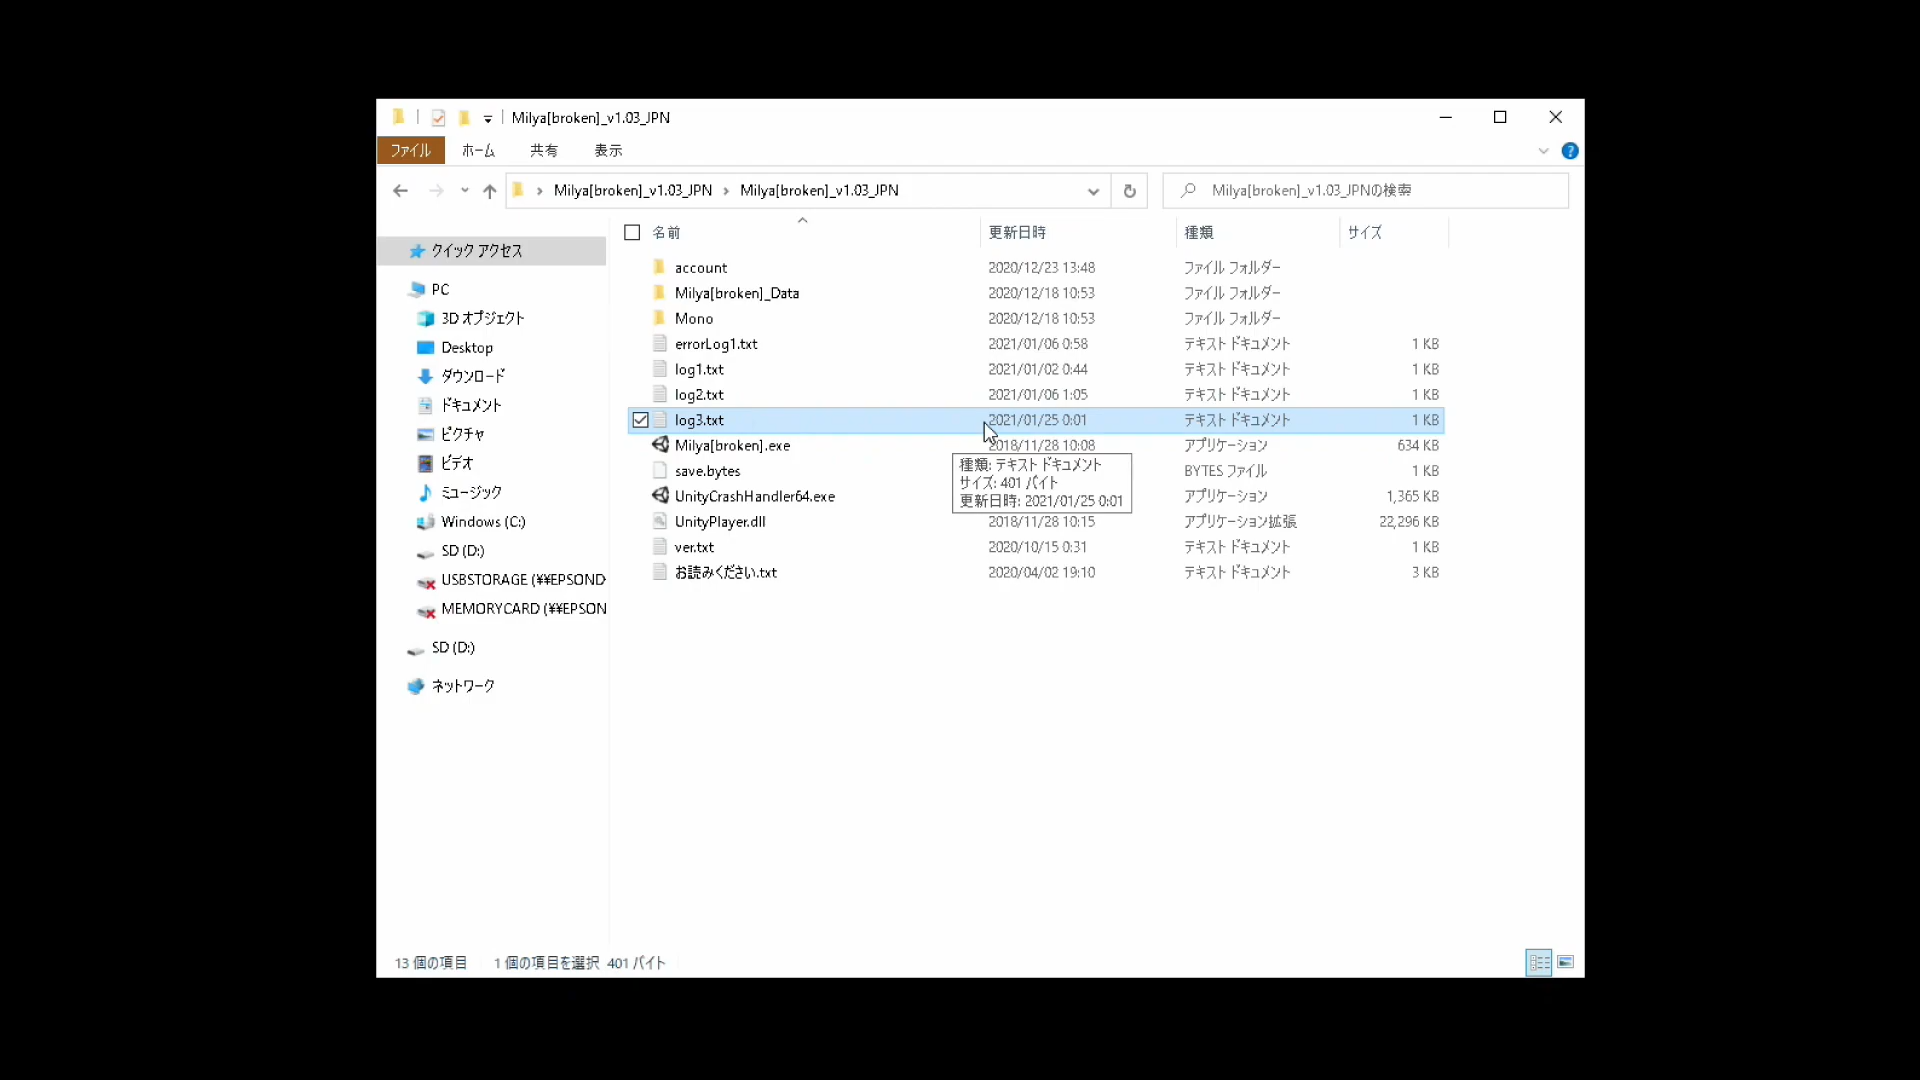 Milya[broken]_v1.03_JPN
ファイル ホーム 共有 表示
Milya[broken]_v1.03_JPN › Milya[broken]_v1.03_JPN
Milya[broken]_v1.03_JPNの検索
名前 更新日時 種類 サイズ
クイック アクセス
PC
3D オブジェクト
Desktop
ダウンロード
ドキュメント
ピクチャ
ビデオ
ミュージック
Windows (C:)
SD (D:)
USBSTORAGE (¥¥EPSOND
MEMORYCARD (¥¥EPSON
SD (D:)
ネットワーク
account 2020/12/23 13:48 ファイル フォルダー
Milya[broken]_Data 2020/12/18 10:53 ファイル フォルダー
Mono 2020/12/18 10:53 ファイル フォルダー
errorLog1.txt 2021/01/06 0:58 テキスト ドキュメント 1 KB
log1.txt 2021/01/02 0:44 テキスト ドキュメント 1 KB
log2.txt 2021/01/06 1:05 テキスト ドキュメント 1 KB
log3.txt 2021/01/25 0:01 テキスト ドキュメント 1 KB
Milya[broken].exe 2018/11/28 10:08 アプリケーション 634 KB
save.bytes BYTES ファイル 1 KB
UnityCrashHandler64.exe アプリケーション 1,365 KB
UnityPlayer.dll 2018/11/28 10:15 アプリケーション拡張 22,296 KB
ver.txt 2020/10/15 0:31 テキスト ドキュメント 1 KB
お読みください.txt 2020/04/02 19:10 テキスト ドキュメント 3 KB
種類: テキスト ドキュメント
サイズ: 401 バイト
更新日時: 2021/01/25 0:01
13 個の項目 1 個の項目を選択 401 バイト